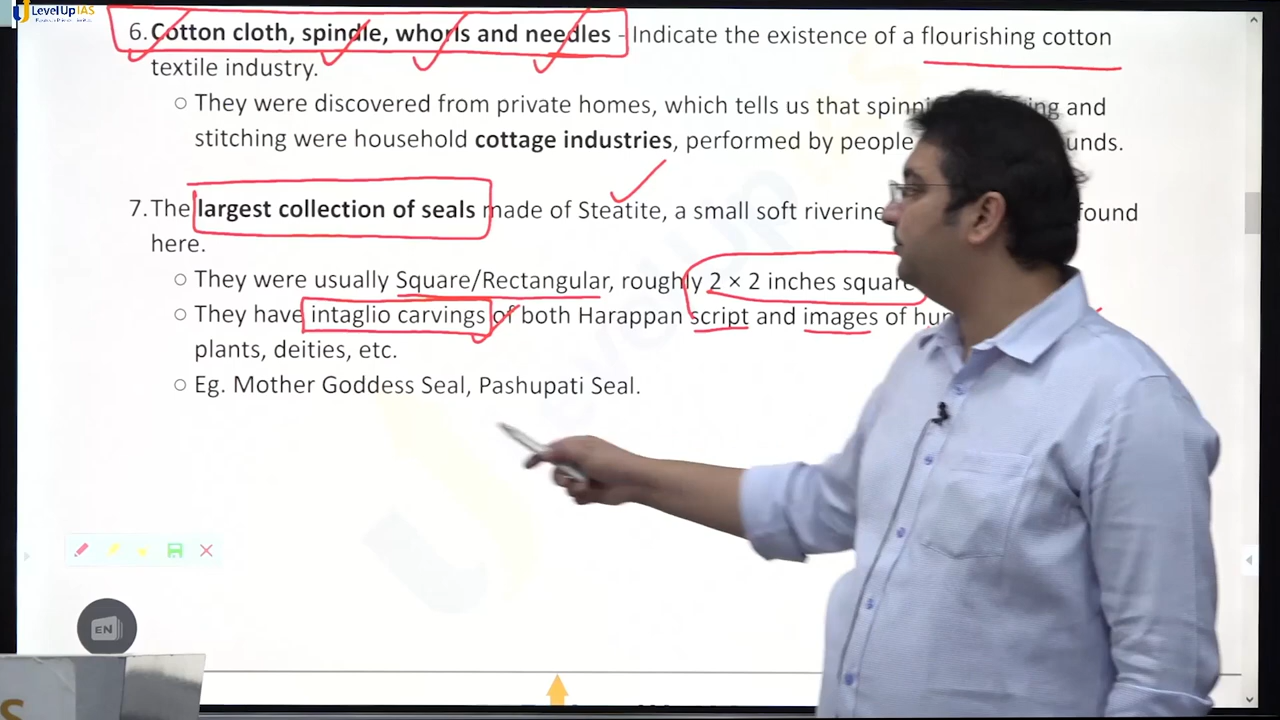 LevelUp IAS
6. Cotton cloth, spindle, whorls and needles - Indicate the existence of a flourishing cotton
textile industry.
○ They were discovered from private homes, which tells us that and
stitching were household cottage industries, performed by people
7. The largest collection of seals made of Steatite, a small soft riverine found
here.
○ They were usually Square/Rectangular, roughly 2 × 2 inches square
○ They have intaglio carvings of both Harappan script and images of
plants, deities, etc.
○ Eg. Mother Goddess Seal, Pashupati Seal.
EN
S